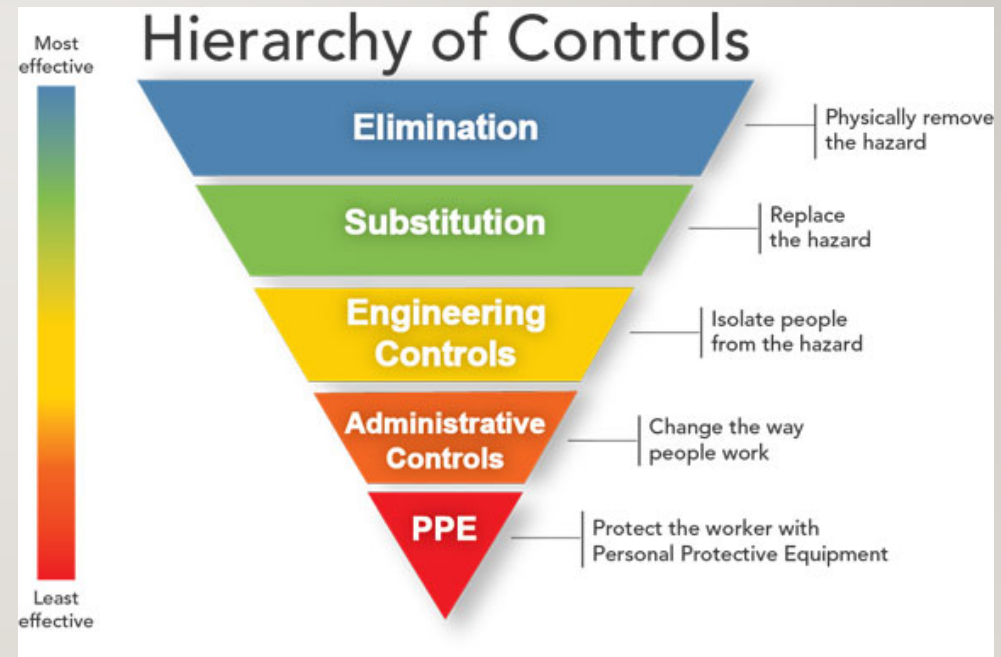 Hierarchy of Controls
Most
effective
Elimination
Physically remove
the hazard
Substitution
Replace
the hazard
Engineering
Controls
Isolate people
from the hazard
Administrative
Controls
Change the way
people work
PPE
Protect the worker with
Personal Protective Equipment
Least
effective